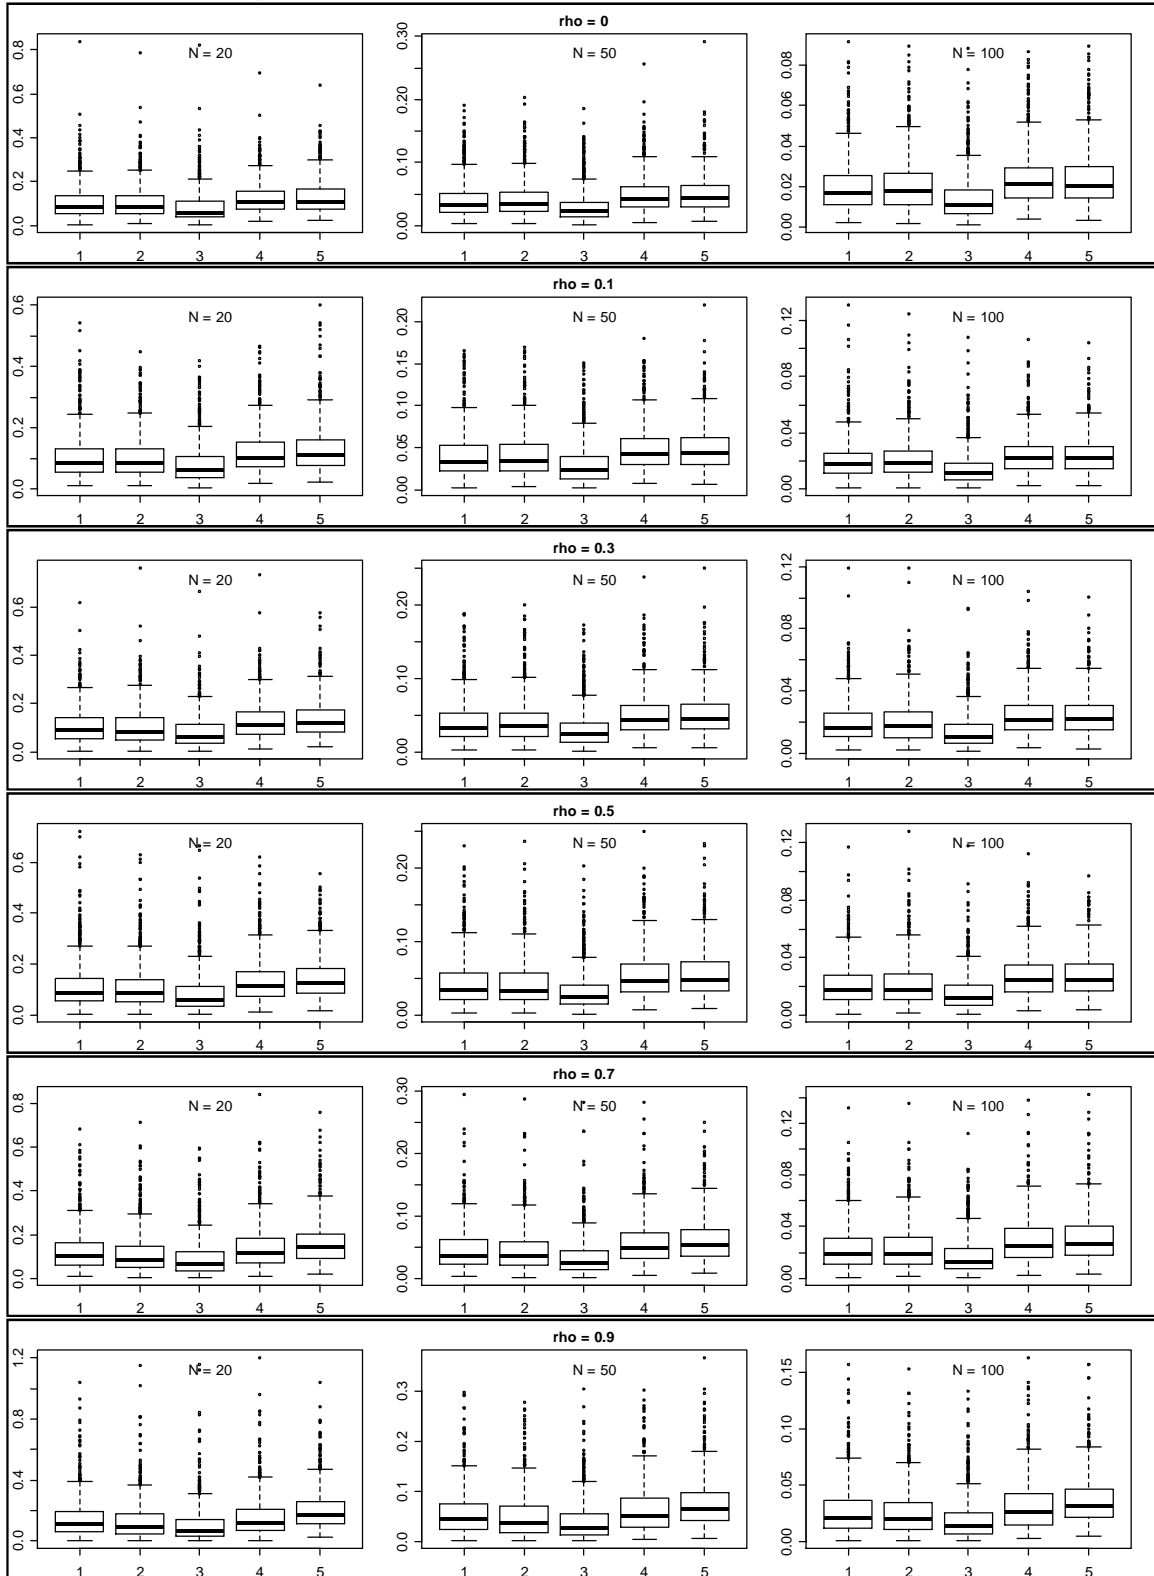 rho = 0
N = 20
0.0 0.2 0.4 0.6 0.8
1 2 3 4 5
N = 50
0.00 0.10 0.20 0.30
1 2 3 4 5
N = 100
0.00 0.02 0.04 0.06 0.08
1 2 3 4 5
rho = 0.1
N = 20
0.0 0.2 0.4 0.6
1 2 3 4 5
N = 50
0.00 0.05 0.10 0.15 0.20
1 2 3 4 5
N = 100
0.00 0.04 0.08 0.12
1 2 3 4 5
rho = 0.3
N = 20
0.0 0.2 0.4 0.6
1 2 3 4 5
N = 50
0.00 0.10 0.20
1 2 3 4 5
N = 100
0.00 0.04 0.08 0.12
1 2 3 4 5
rho = 0.5
N = 20
0.0 0.2 0.4 0.6
1 2 3 4 5
N = 50
0.00 0.10 0.20
1 2 3 4 5
N = 100
0.00 0.04 0.08 0.12
1 2 3 4 5
rho = 0.7
N = 20
0.0 0.2 0.4 0.6 0.8
1 2 3 4 5
N = 50
0.00 0.10 0.20 0.30
1 2 3 4 5
N = 100
0.00 0.04 0.08 0.12
1 2 3 4 5
rho = 0.9
N = 20
0.0 0.2 0.4 0.6 0.8 1.2
1 2 3 4 5
N = 50
0.0 0.1 0.2 0.3
1 2 3 4 5
N = 100
0.00 0.05 0.10 0.15
1 2 3 4 5